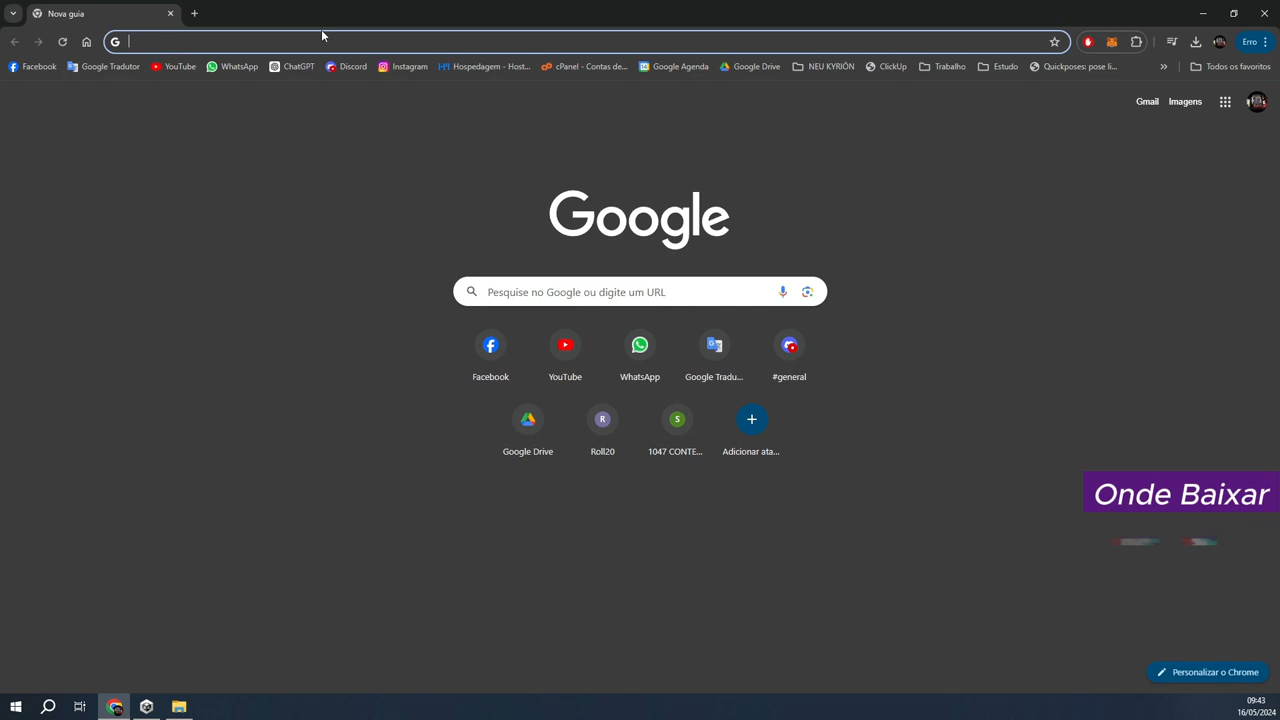 Nova guia
Erro
Facebook
Google Tradutor
YouTube
WhatsApp
ChatGPT
Discord
Instagram
Hospedagem - Host...
cPanel - Contas de...
Google Agenda
Google Drive
NEU KYRIÓN
ClickUp
Trabalho
Estudo
Quickposes: pose li...
Todos os favoritos
Gmail
Imagens
Google
Pesquise no Google ou digite um URL
Facebook
YouTube
WhatsApp
Google Tradu...
#general
Google Drive
R
Roll20
S
1047 CONTE...
Adicionar ata...
Onde Baixar
Personalizar o Chrome
09:43
16/05/2024